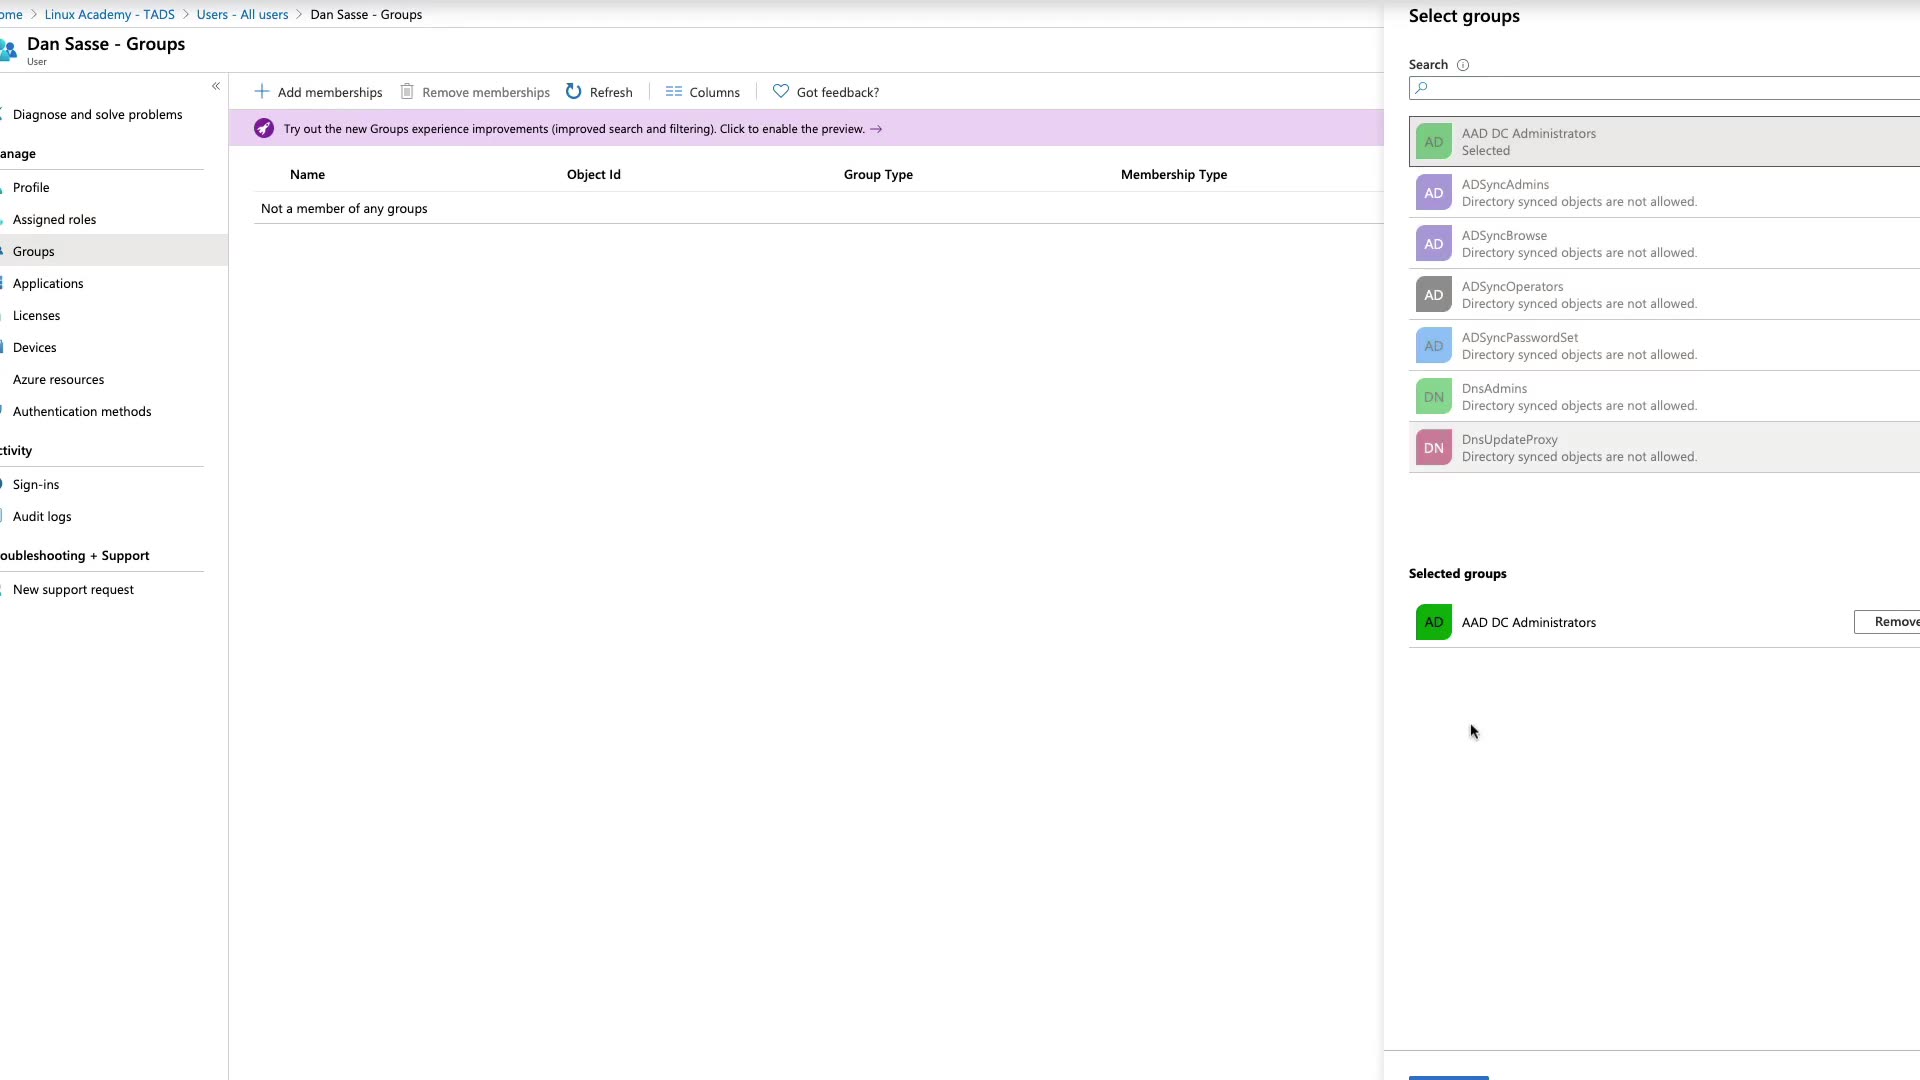 ome > Linux Academy - TADS > Users - All users > Dan Sasse - Groups
Dan Sasse - Groups
User
«
Diagnose and solve problems
anage
Profile
Assigned roles
Groups
Applications
Licenses
Devices
Azure resources
Authentication methods
ctivity
Sign-ins
Audit logs
oubleshooting + Support
New support request
Add memberships
Remove memberships
Refresh
Columns
Got feedback?
Try out the new Groups experience improvements (improved search and filtering). Click to enable the preview. →
Name Object Id Group Type Membership Type
Not a member of any groups
Select groups
Search
AD
AAD DC Administrators
Selected
AD
ADSyncAdmins
Directory synced objects are not allowed.
AD
ADSyncBrowse
Directory synced objects are not allowed.
AD
ADSyncOperators
Directory synced objects are not allowed.
AD
ADSyncPasswordSet
Directory synced objects are not allowed.
DN
DnsAdmins
Directory synced objects are not allowed.
DN
DnsUpdateProxy
Directory synced objects are not allowed.
Selected groups
AD
AAD DC Administrators
Remove